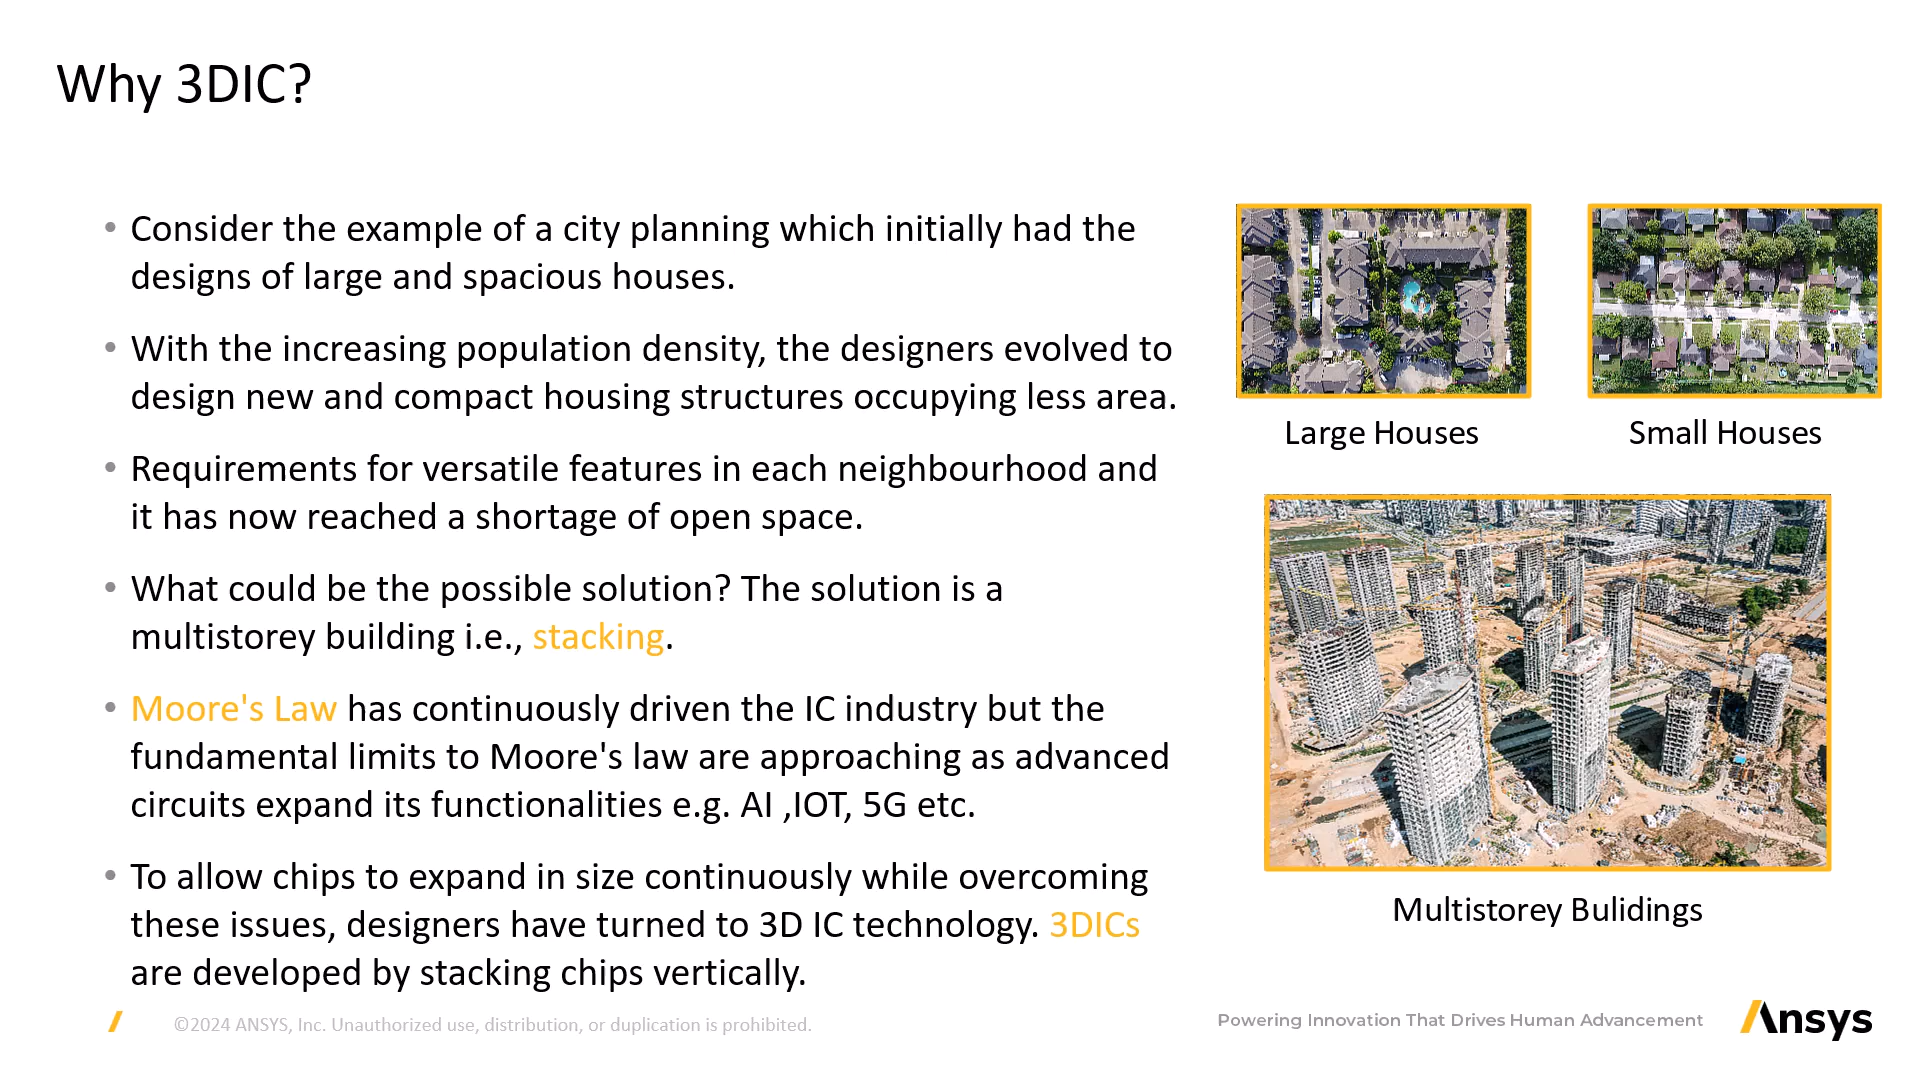 Why 3DIC?
• Consider the example of a city planning which initially had the
designs of large and spacious houses.
• With the increasing population density, the designers evolved to
design new and compact housing structures occupying less area.
• Requirements for versatile features in each neighbourhood and
it has now reached a shortage of open space.
• What could be the possible solution? The solution is a
multistorey building i.e., stacking.
• Moore's Law has continuously driven the IC industry but the
fundamental limits to Moore's law are approaching as advanced
circuits expand its functionalities e.g. AI ,IOT, 5G etc.
• To allow chips to expand in size continuously while overcoming
these issues, designers have turned to 3D IC technology. 3DICs
are developed by stacking chips vertically.
Large Houses
Small Houses
Multistorey Bulidings
©2024 ANSYS, Inc. Unauthorized use, distribution, or duplication is prohibited.
Powering Innovation That Drives Human Advancement
Ansys